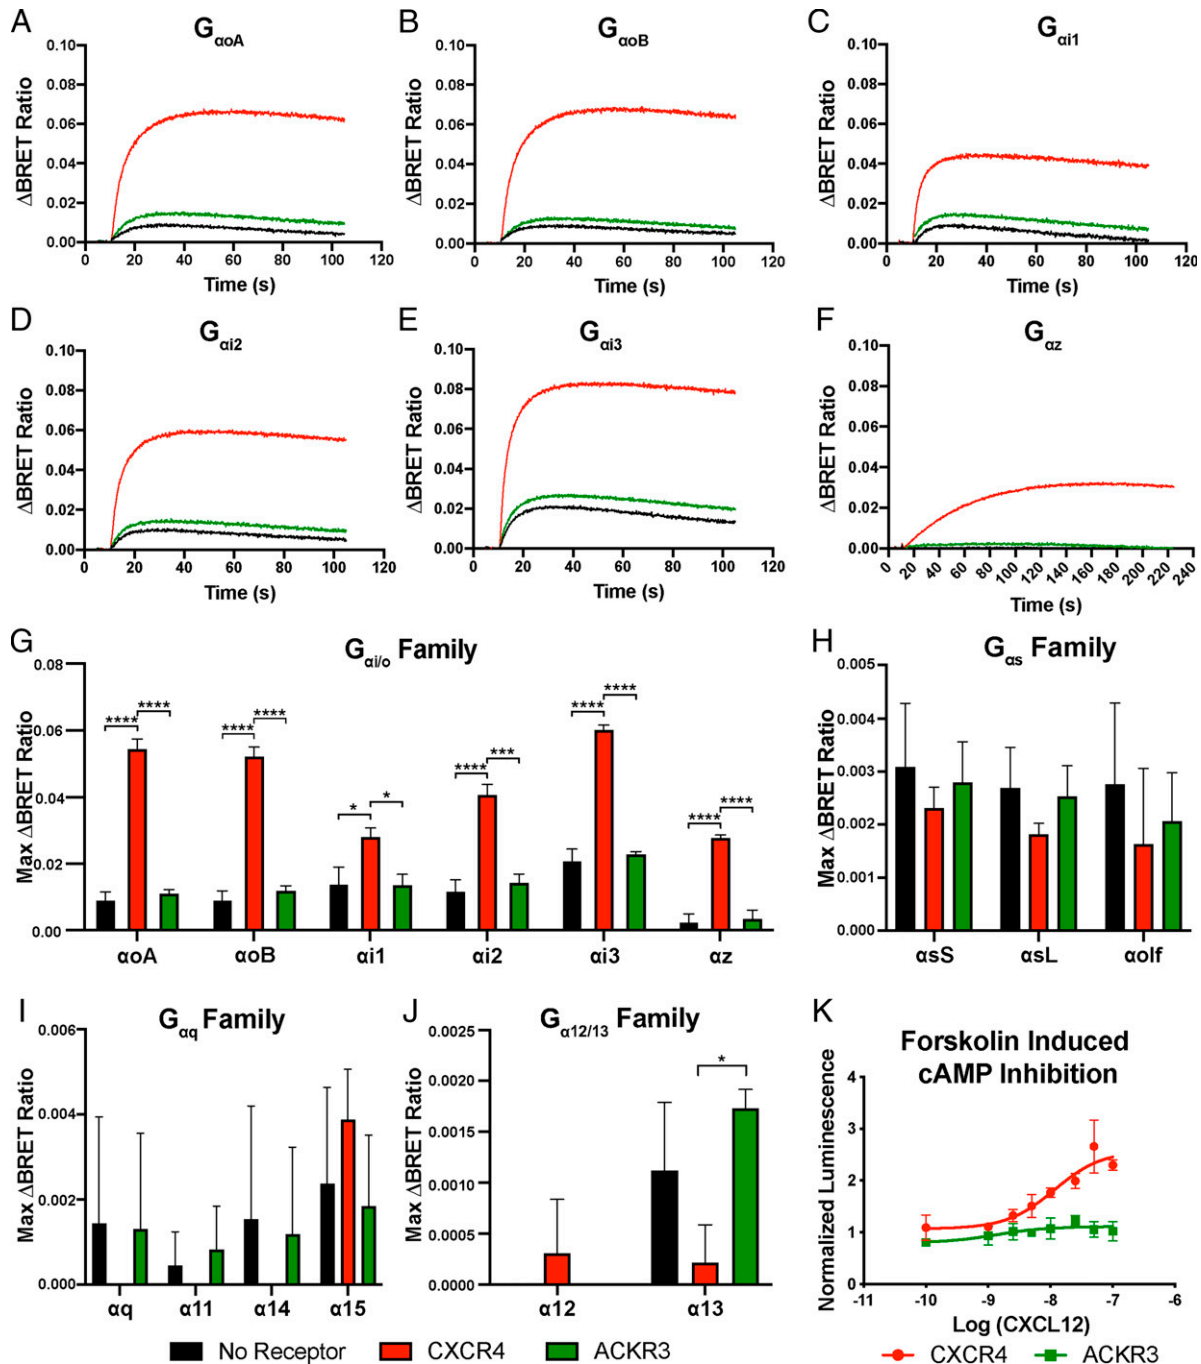 A
GαoA
ΔBRET Ratio
0.10
0.08
0.06
0.04
0.02
0.00
0 20 40 60 80 100 120
Time (s)
B
GαoB
ΔBRET Ratio
0.10
0.08
0.06
0.04
0.02
0.00
0 20 40 60 80 100 120
Time (s)
C
Gαi1
ΔBRET Ratio
0.10
0.08
0.06
0.04
0.02
0.00
0 20 40 60 80 100 120
Time (s)
D
Gαi2
ΔBRET Ratio
0.10
0.08
0.06
0.04
0.02
0.00
0 20 40 60 80 100 120
Time (s)
E
Gαi3
ΔBRET Ratio
0.10
0.08
0.06
0.04
0.02
0.00
0 20 40 60 80 100 120
Time (s)
F
Gαz
ΔBRET Ratio
0.10
0.08
0.06
0.04
0.02
0.00
0 20 40 60 80 100 120 140 160 180 200 220 240
Time (s)
G
Gαi/o Family
Max ΔBRET Ratio
0.08
0.06
0.04
0.02
0.00
**** ****
**** ****
* *
**** ***
**** ****
**** ****
αoA αoB αi1 αi2 αi3 αz
H
Gαs Family
Max ΔBRET Ratio
0.005
0.004
0.003
0.002
0.001
0.000
αsS αsL αolf
I
Gαq Family
Max ΔBRET Ratio
0.006
0.004
0.002
0.000
αq α11 α14 α15
J
Gα12/13 Family
Max ΔBRET Ratio
0.0025
0.0020
0.0015
0.0010
0.0005
0.0000
*
α12 α13
K
Forskolin Induced
cAMP Inhibition
Normalized Luminescence
4
3
2
1
0
-11 -10 -9 -8 -7 -6
Log (CXCL12)
No Receptor CXCR4 ACKR3
CXCR4 ACKR3